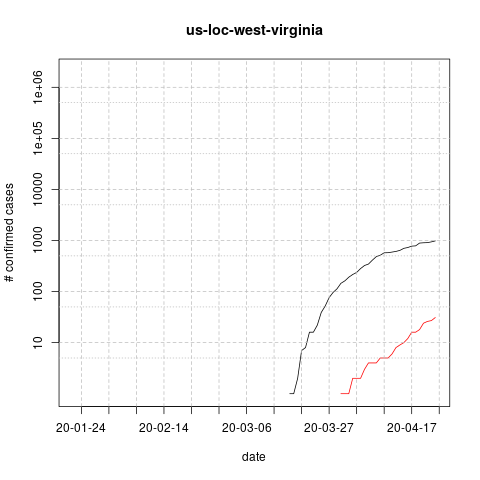 us-loc-west-virginia
# confirmed cases
1e+06
1e+05
10000
1000
100
10
20-01-24 20-02-14 20-03-06 20-03-27 20-04-17
date